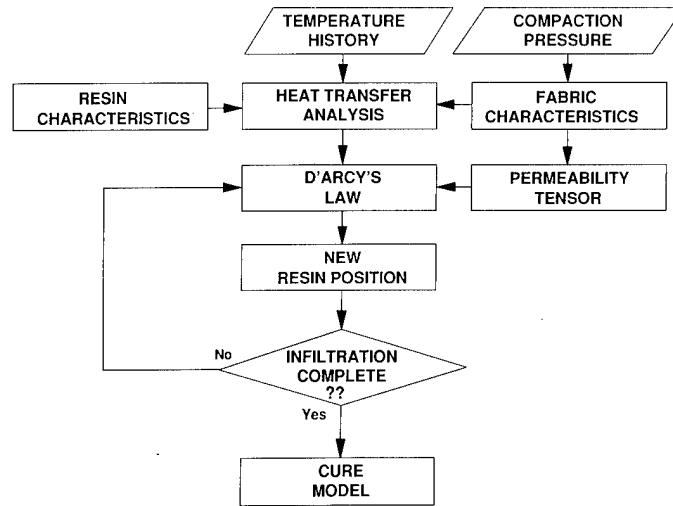 TEMPERATURE
HISTORY
COMPACTION
PRESSURE
RESIN
CHARACTERISTICS
HEAT TRANSFER
ANALYSIS
FABRIC
CHARACTERISTICS
D'ARCY'S
LAW
PERMEABILITY
TENSOR
NEW
RESIN POSITION
No
INFILTRATION
COMPLETE
??
Yes
CURE
MODEL